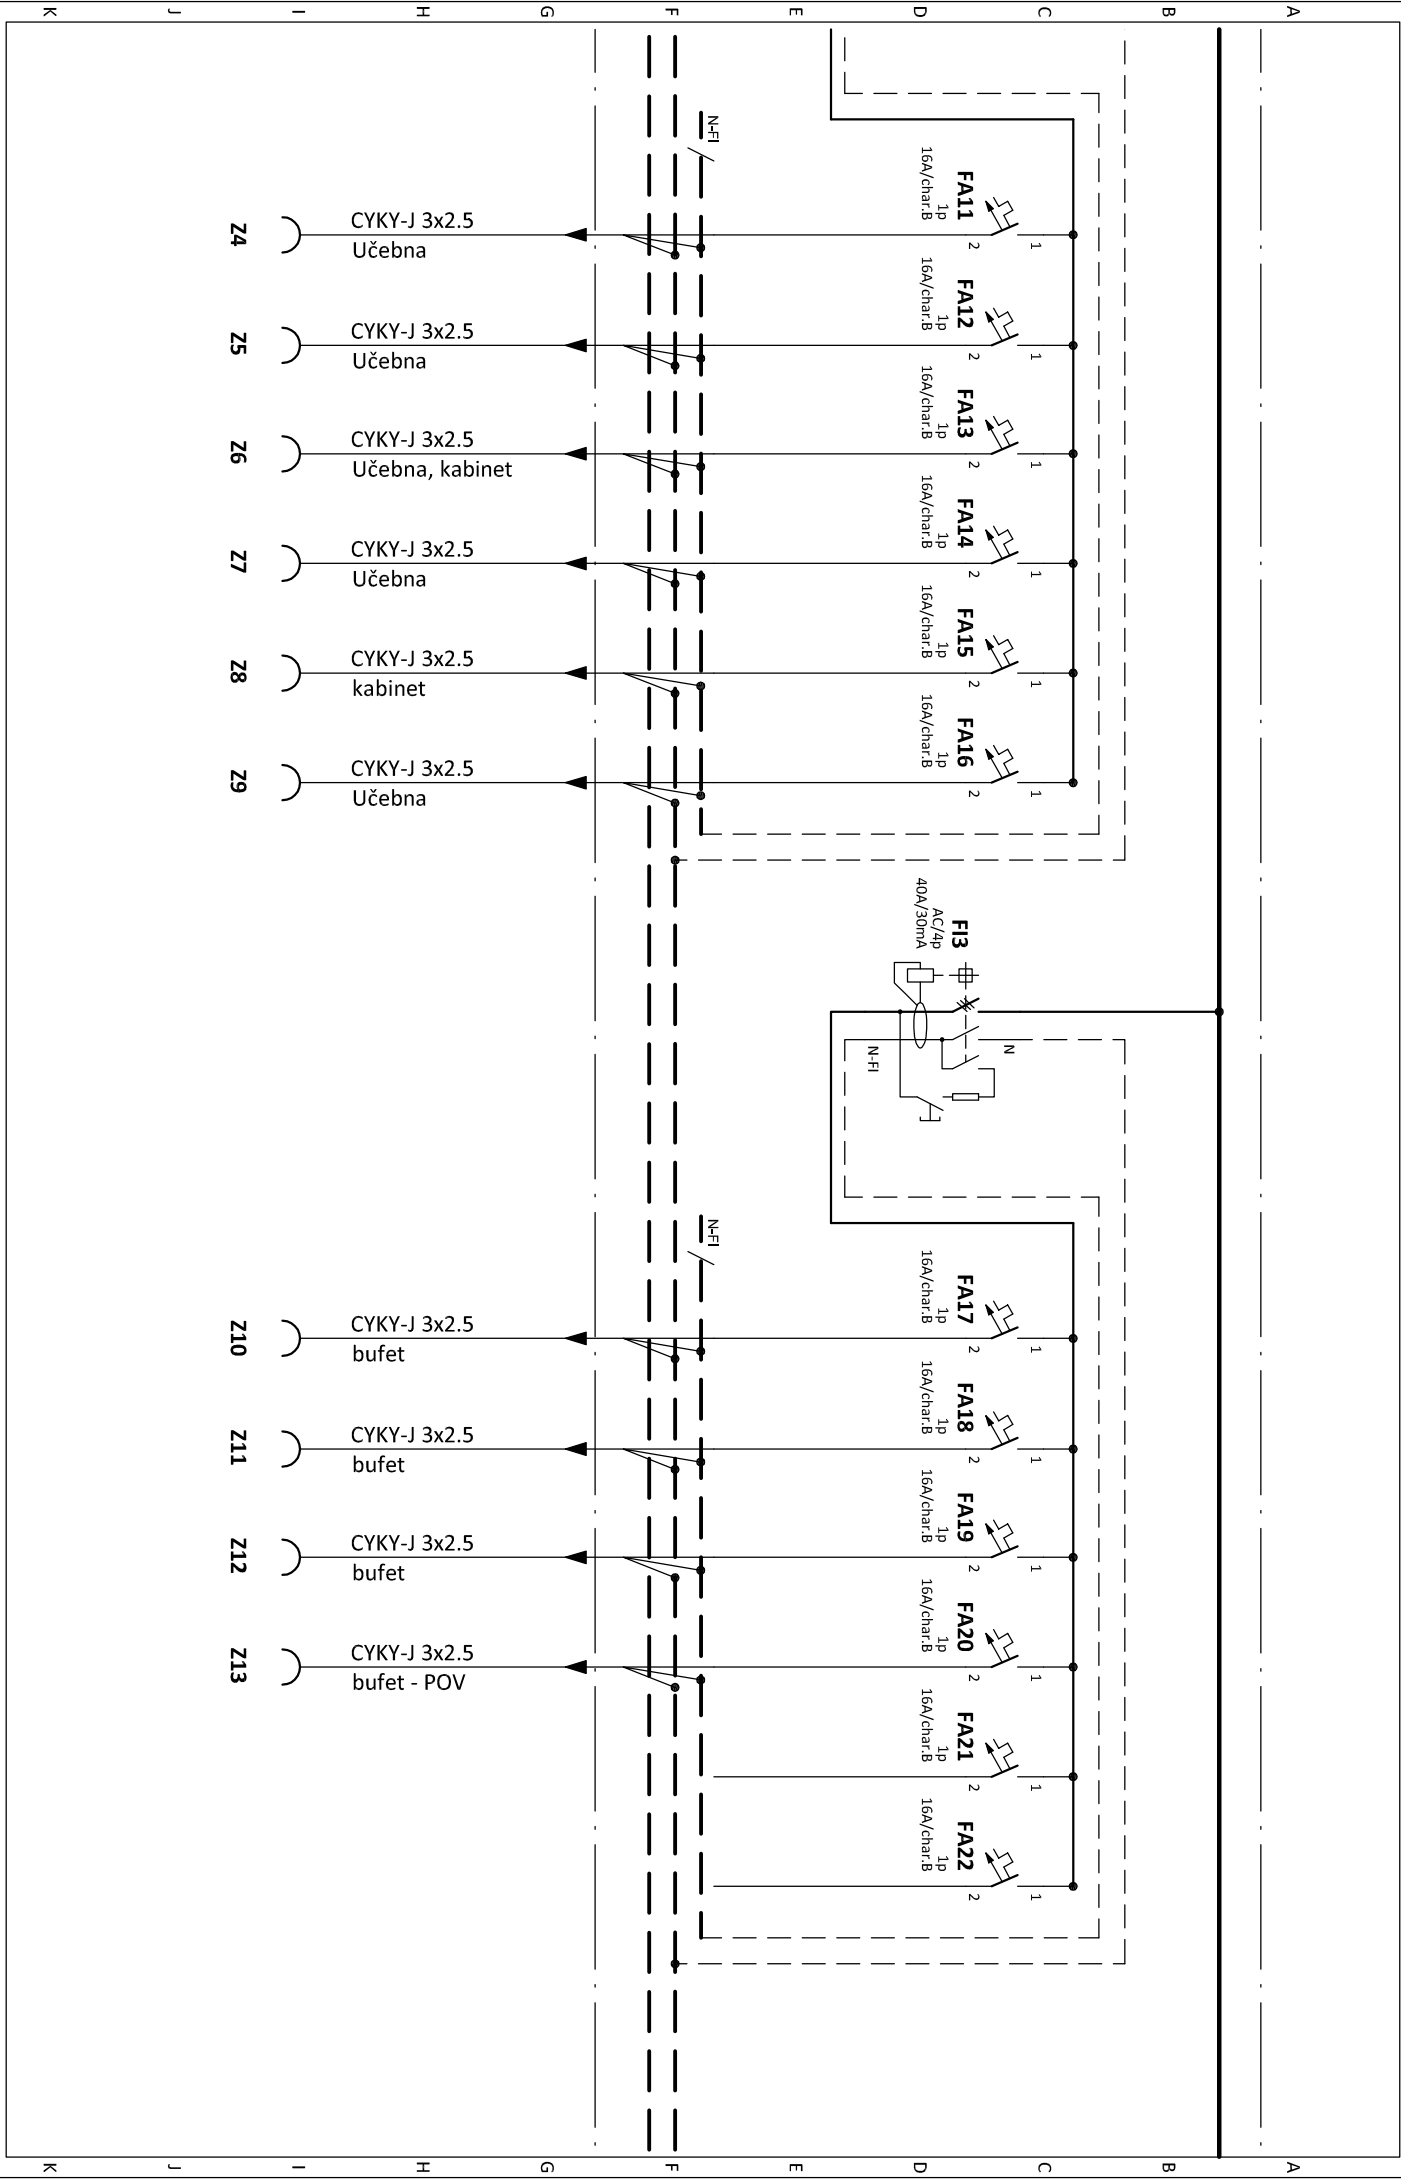 K J I H G F E D C B A
N-FI
FA11
1p
16A/char.B
1
2
CYKY-J 3x2.5
Učebna
Z4
FA12
1p
16A/char.B
1
2
CYKY-J 3x2.5
Učebna
Z5
FA13
1p
16A/char.B
1
2
CYKY-J 3x2.5
Učebna, kabinet
Z6
FA14
1p
16A/char.B
1
2
CYKY-J 3x2.5
Učebna
Z7
FA15
1p
16A/char.B
1
2
CYKY-J 3x2.5
kabinet
Z8
FA16
1p
16A/char.B
1
2
CYKY-J 3x2.5
Učebna
Z9
FI3
AC/4p
40A/30mA
N
N-FI
N-FI
FA17
1p
16A/char.B
1
2
CYKY-J 3x2.5
bufet
Z10
FA18
1p
16A/char.B
1
2
CYKY-J 3x2.5
bufet
Z11
FA19
1p
16A/char.B
1
2
CYKY-J 3x2.5
bufet
Z12
FA20
1p
16A/char.B
1
2
CYKY-J 3x2.5
bufet - POV
Z13
FA21
1p
16A/char.B
1
2
FA22
1p
16A/char.B
1
2
K J I H G F E D C B A